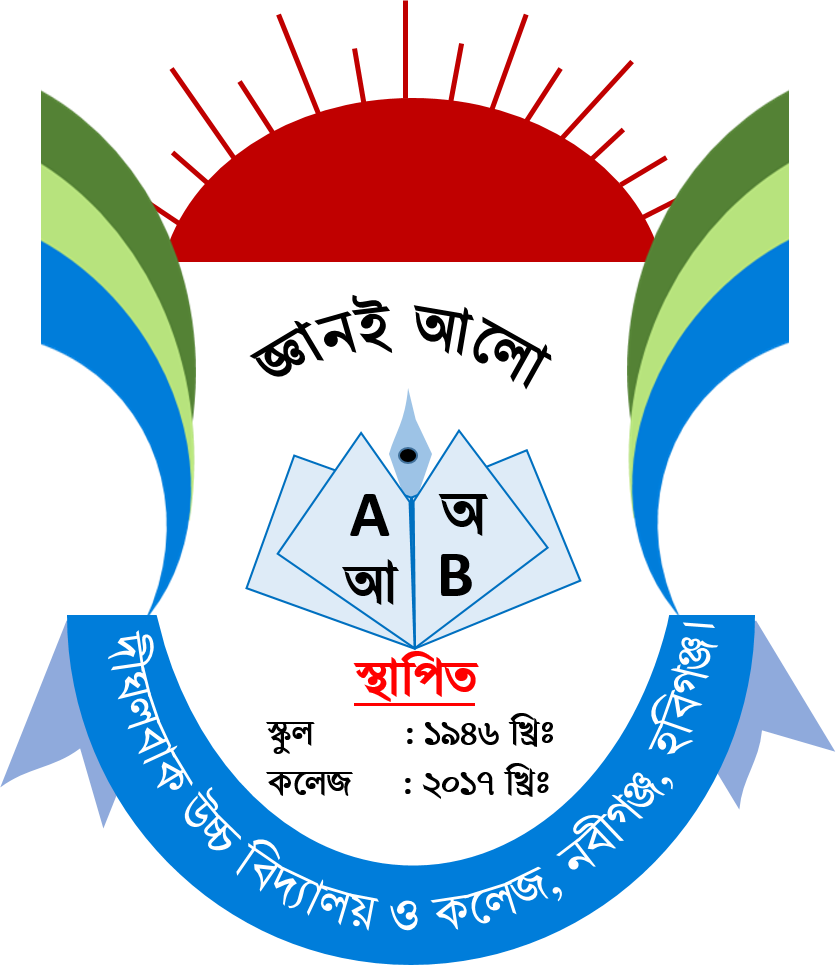 জ্ঞানই আলো
A অ
আ B
স্থাপিত
স্কুল : ১৯৪৬ খ্রিঃ
কলেজ : ২০১৭ খ্রিঃ
দীঘলবাক উচ্চ বিদ্যালয় ও কলেজ, নবীগঞ্জ, হবিগঞ্জ।